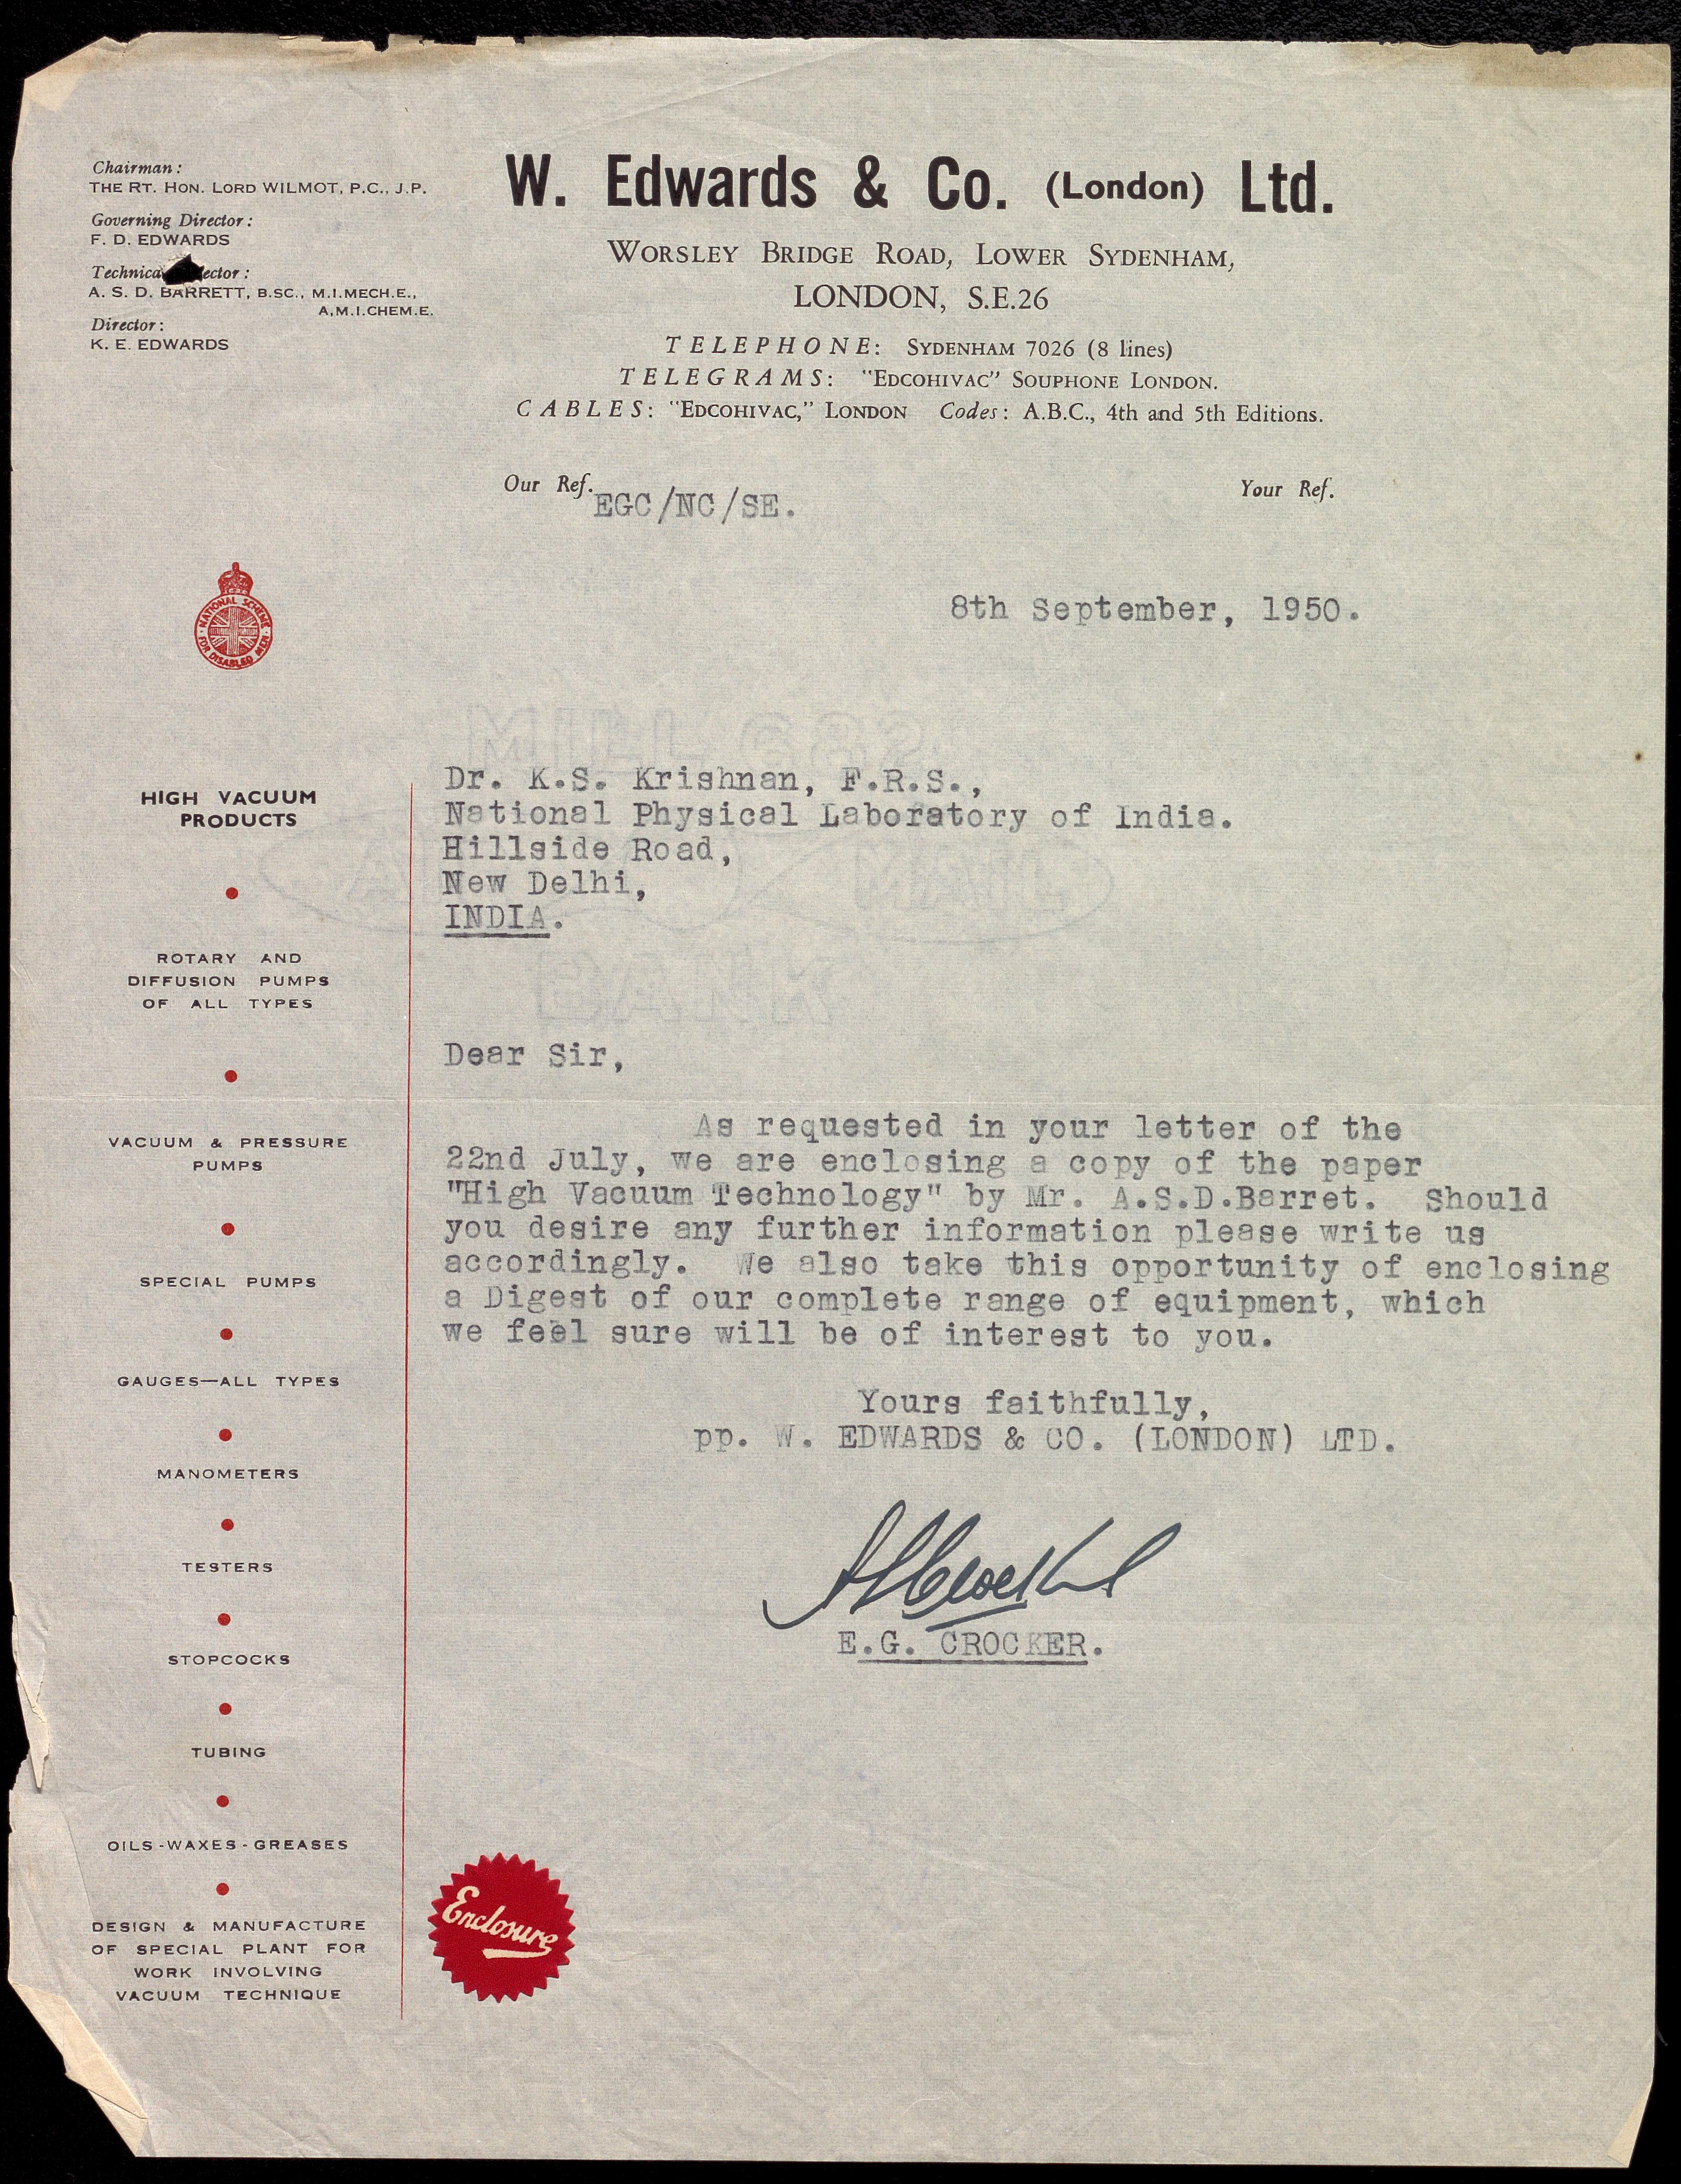 Chairman:
THE RT. HON. LORD WILMOT, P.C., J.P.
Governing Director:
F. D. EDWARDS
Technica ector:
A. S. D. BARRETT, B.SC., M.I.MECH.E.,
A.M.I.CHEM.E.
Director:
K. E. EDWARDS
W. Edwards & Co. (London) Ltd.
WORSLEY BRIDGE ROAD, LOWER SYDENHAM,
LONDON, S.E.26
TELEPHONE: SYDENHAM 7026 (8 lines)
TELEGRAMS: "EDCOHIVAC" SOUPHONE LONDON.
CABLES: "EDCOHIVAC," LONDON Codes: A.B.C., 4th and 5th Editions.
Our Ref. EGC/NC/SE.
Your Ref.
NATIONAL SCHEME
FOR DISABLED MEN
8th September, 1950.
HIGH VACUUM
PRODUCTS
ROTARY AND
DIFFUSION PUMPS
OF ALL TYPES
VACUUM & PRESSURE
PUMPS
SPECIAL PUMPS
GAUGES—ALL TYPES
MANOMETERS
TESTERS
STOPCOCKS
TUBING
OILS-WAXES-GREASES
DESIGN & MANUFACTURE
OF SPECIAL PLANT FOR
WORK INVOLVING
VACUUM TECHNIQUE
Dr. K.S. Krishnan, F.R.S.,
National Physical Laboratory of India.
Hillside Road,
New Delhi,
INDIA.
Dear Sir,
As requested in your letter of the
22nd July, we are enclosing a copy of the paper
"High Vacuum Technology" by Mr. A.S.D.Barret. Should
you desire any further information please write us
accordingly. We also take this opportunity of enclosing
a Digest of our complete range of equipment, which
we feel sure will be of interest to you.
Yours faithfully,
pp. W. EDWARDS & CO. (LONDON) LTD.
E.G. CROCKER.
Enclosure